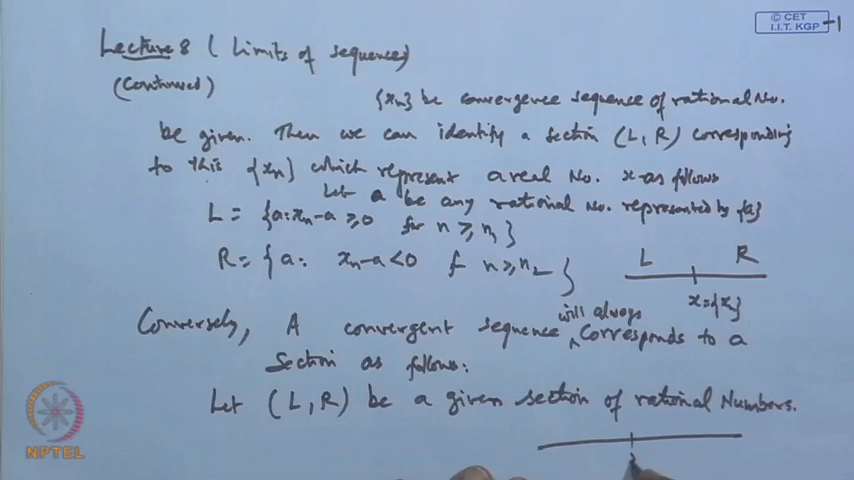 © CET
I.I.T. KGP
Lecture 8 ( Limits of sequences)
(Continued)
{xn} be convergence sequence of rational No.
be given. Then we can identify a section (L, R) corresponding
to this {xn} which represent a real No. x as follows
Let a be any rational No. represented by {a}
L = {a: xn-a ≥ 0 for n ≥ n1}
R = {a: xn-a < 0 f n ≥ n2}
L R
x={xn}
Conversely, A convergent sequence will always corresponds to a
Section as follows:
Let (L, R) be a given section of rational Numbers.
NPTEL